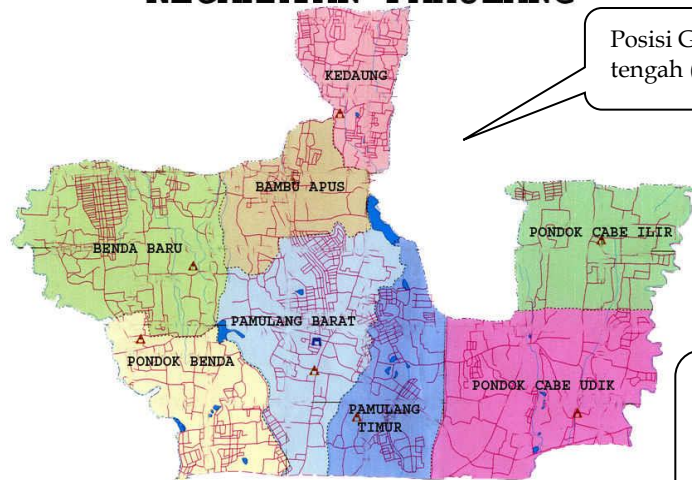 Posisi G
tengah (
KEDAUNG
BAMBU APUS
BENDA BARU
PONDOK CABE ILIR
PAMULANG BARAT
PONDOK BENDA
PONDOK CABE UDIK
PAMULANG
TIMUR